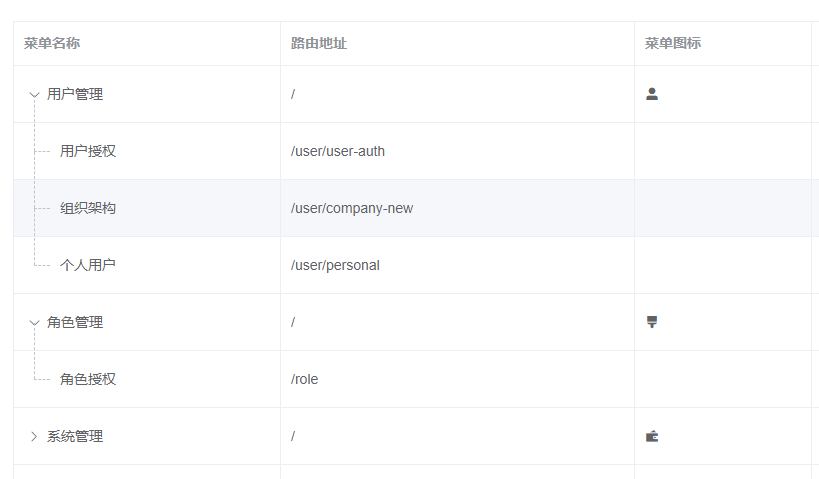 菜单名称 路由地址 菜单图标
用户管理 /
用户授权 /user/user-auth
组织架构 /user/company-new
个人用户 /user/personal
角色管理 /
角色授权 /role
系统管理 /